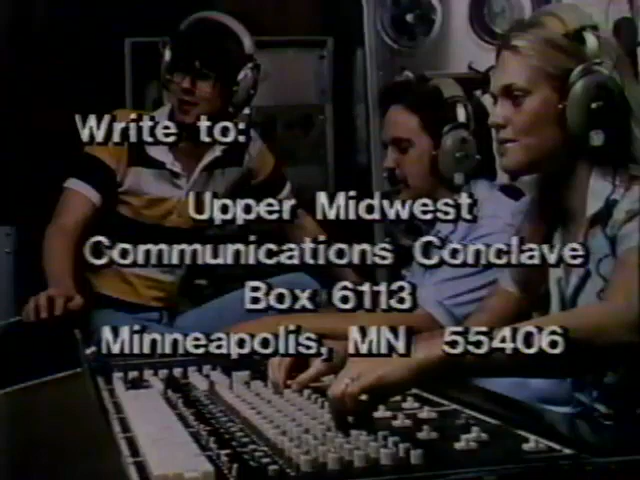 Write to:
Upper Midwest
Communications Conclave
Box 6113
Minneapolis, MN 55406